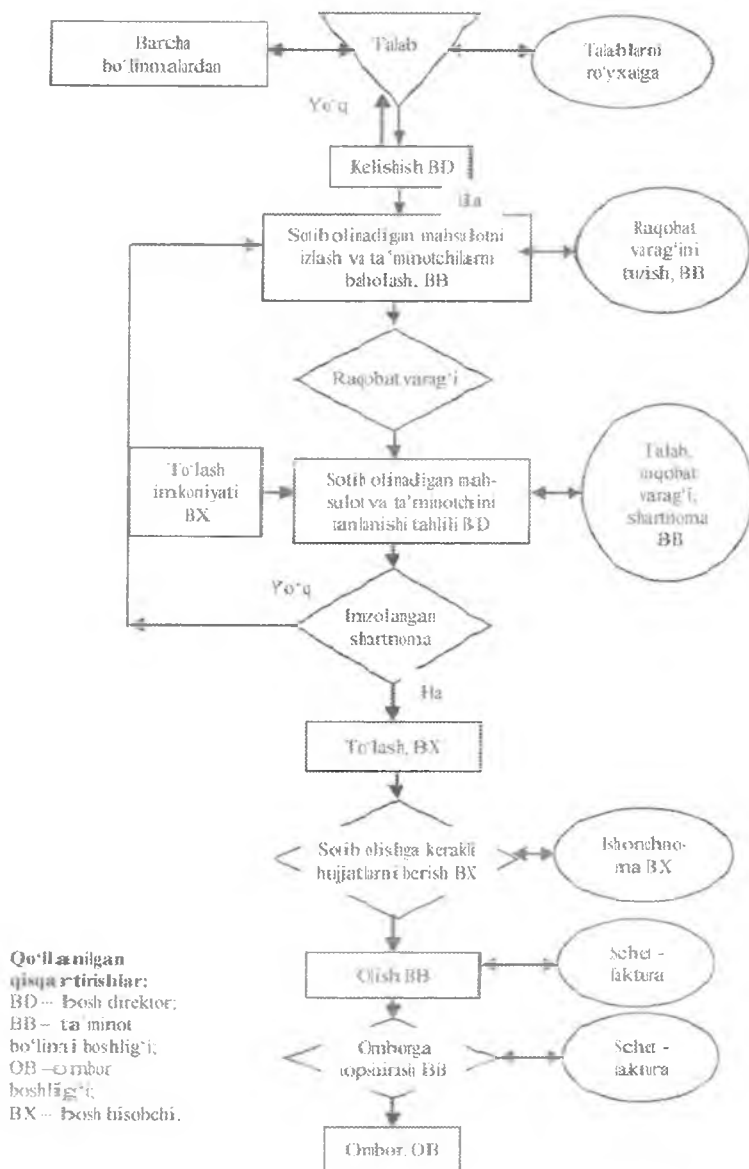 Barcha
bo'linmalardan
Talab
Talablarni
ro'yxatga
Yo'q
Kelishish BD
Ha
Sotib olinadigan mahsulotni
izlash va ta'minotchilarni
baholash, BB
Raqobat
varag'ini
tuzish, BB
Raqobat varag'i
To'lash
imkoniyati
BX
Sotib olinadigan mah-
sulot va ta'minotchini
tanlanishi tahlili BD
Talab,
raqobat
varag'i,
shartnoma
BB
Yo'q
Imzolangan
shartnoma
Ha
To'lash, BX
Sotib olishga kerakli
hujjatlarni berish BX
Ishonchno-
ma BX
Olish BB
Schet -
faktura
Omborga
topshirish BB
Schet -
faktura
Ombor, OB
Qo'llanilgan
qisqartirishlar:
BD – bosh direktor;
BB – ta'minot
bo'limi boshlig'i;
OB – ombor
boshlig'i;
BX – bosh hisobchi.